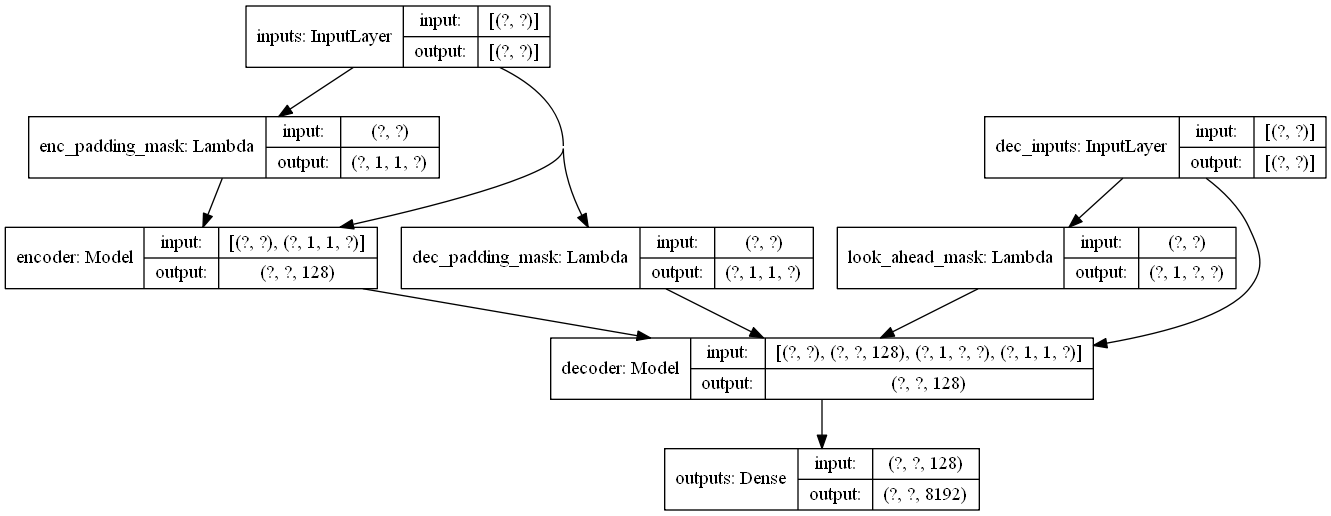 inputs: InputLayer
input:
[(?, ?)]
output:
[(?, ?)]
enc_padding_mask: Lambda
input:
(?, ?)
output:
(?, 1, 1, ?)
dec_inputs: InputLayer
input:
[(?, ?)]
output:
[(?, ?)]
encoder: Model
input:
[(?, ?), (?, 1, 1, ?)]
output:
(?, ?, 128)
dec_padding_mask: Lambda
input:
(?, ?)
output:
(?, 1, 1, ?)
look_ahead_mask: Lambda
input:
(?, ?)
output:
(?, 1, ?, ?)
decoder: Model
input:
[(?, ?), (?, ?, 128), (?, 1, ?, ?), (?, 1, 1, ?)]
output:
(?, ?, 128)
outputs: Dense
input:
(?, ?, 128)
output:
(?, ?, 8192)